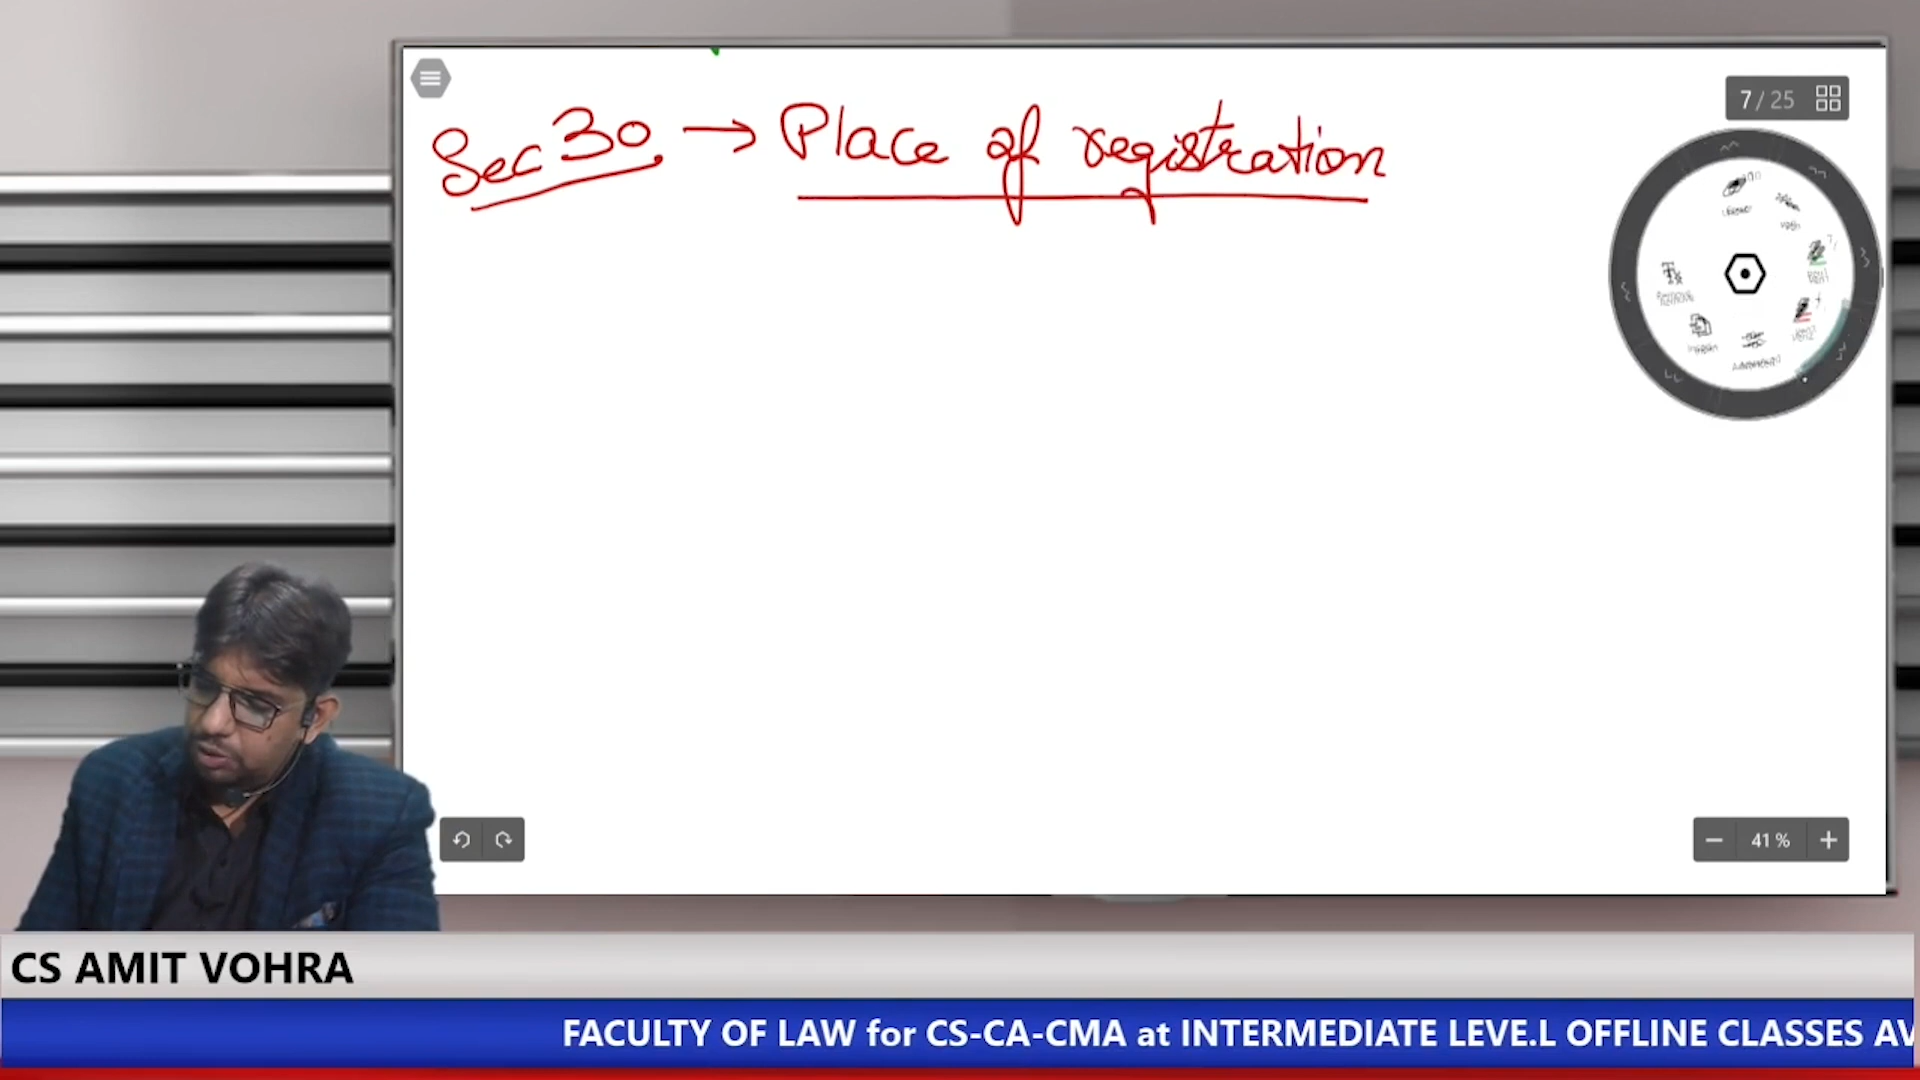 7 / 25
Sec 30 → Place of registration
41 %
CS AMIT VOHRA
FACULTY OF LAW for CS-CA-CMA at INTERMEDIATE LEVE.L OFFLINE CLASSES AV